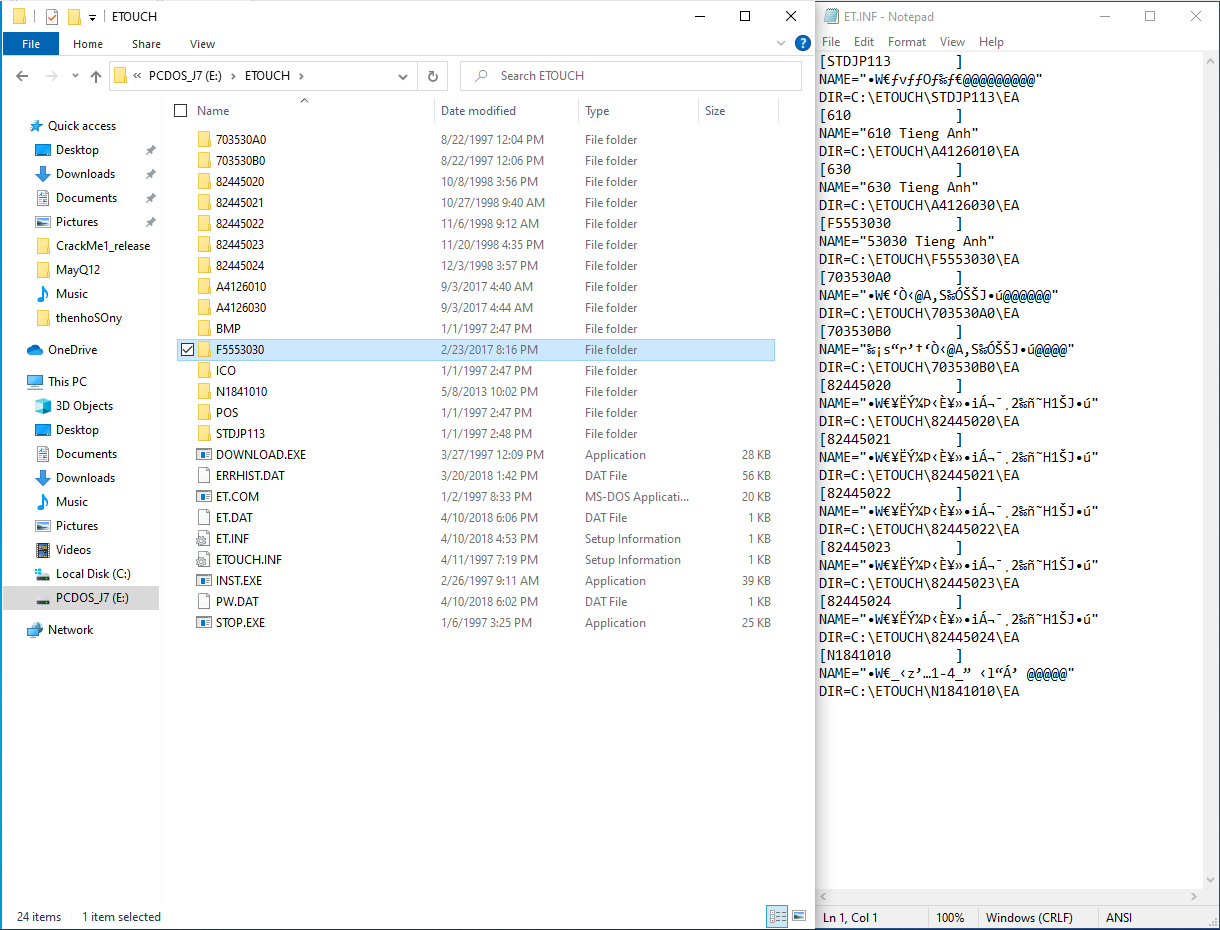 ETOUCH
File Home Share View
« PCDOS_J7 (E:) › ETOUCH ›
Search ETOUCH
Quick access
Desktop
Downloads
Documents
Pictures
CrackMe1_release
MayQ12
Music
thenhoSOny
OneDrive
This PC
3D Objects
Desktop
Documents
Downloads
Music
Pictures
Videos
Local Disk (C:)
PCDOS_J7 (E:)
Network
Name Date modified Type Size
703530A0 8/22/1997 12:04 PM File folder
703530B0 8/22/1997 12:06 PM File folder
82445020 10/8/1998 3:56 PM File folder
82445021 10/27/1998 9:40 AM File folder
82445022 11/6/1998 9:12 AM File folder
82445023 11/20/1998 4:35 PM File folder
82445024 12/3/1998 3:57 PM File folder
A4126010 9/3/2017 4:40 AM File folder
A4126030 9/3/2017 4:44 AM File folder
BMP 1/1/1997 2:47 PM File folder
F5553030 2/23/2017 8:16 PM File folder
ICO 1/1/1997 2:47 PM File folder
N1841010 5/8/2013 10:02 PM File folder
POS 1/1/1997 2:47 PM File folder
STDJP113 1/1/1997 2:48 PM File folder
DOWNLOAD.EXE 3/27/1997 12:09 PM Application 28 KB
ERRHIST.DAT 3/20/2018 1:42 PM DAT File 56 KB
ET.COM 1/2/1997 8:33 PM MS-DOS Applicati... 20 KB
ET.DAT 4/10/2018 6:06 PM DAT File 1 KB
ET.INF 4/10/2018 4:53 PM Setup Information 1 KB
ETOUCH.INF 4/11/1997 7:19 PM Setup Information 1 KB
INST.EXE 2/26/1997 9:11 AM Application 39 KB
PW.DAT 4/10/2018 6:02 PM DAT File 1 KB
STOP.EXE 1/6/1997 3:25 PM Application 25 KB
24 items 1 item selected
ET.INF - Notepad
File Edit Format View Help
[STDJP113 ]
NAME="•W€ƒvƒƒOƒ‰ƒ€@@@@@@@@@@"
DIR=C:\ETOUCH\STDJP113\EA
[610 ]
NAME="610 Tieng Anh"
DIR=C:\ETOUCH\A4126010\EA
[630 ]
NAME="630 Tieng Anh"
DIR=C:\ETOUCH\A4126030\EA
[F5553030 ]
NAME="53030 Tieng Anh"
DIR=C:\ETOUCH\F5553030\EA
[703530A0 ]
NAME="•W€‘Ò‹@A‚S‰ÓŠŠJ•ú@@@@@@"
DIR=C:\ETOUCH\703530A0\EA
[703530B0 ]
NAME="‰¡s“r’†‘Ò‹@A‚S‰ÓŠŠJ•ú@@@@"
DIR=C:\ETOUCH\703530B0\EA
[82445020 ]
NAME="•W€¥ËÝ¼Þ‹È¥»•iÁ¬¯¸2‰ñ˜H1ŠJ•ú"
DIR=C:\ETOUCH\82445020\EA
[82445021 ]
NAME="•W€¥ËÝ¼Þ‹È¥»•iÁ¬¯¸2‰ñ˜H1ŠJ•ú"
DIR=C:\ETOUCH\82445021\EA
[82445022 ]
NAME="•W€¥ËÝ¼Þ‹È¥»•iÁ¬¯¸2‰ñ˜H1ŠJ•ú"
DIR=C:\ETOUCH\82445022\EA
[82445023 ]
NAME="•W€¥ËÝ¼Þ‹È¥»•iÁ¬¯¸2‰ñ˜H1ŠJ•ú"
DIR=C:\ETOUCH\82445023\EA
[82445024 ]
NAME="•W€¥ËÝ¼Þ‹È¥»•iÁ¬¯¸2‰ñ˜H1ŠJ•ú"
DIR=C:\ETOUCH\82445024\EA
[N1841010 ]
NAME="•W€_‹z’…1-4_” ‹l“Á’ @@@@@"
DIR=C:\ETOUCH\N1841010\EA
Ln 1, Col 1 100% Windows (CRLF) ANSI